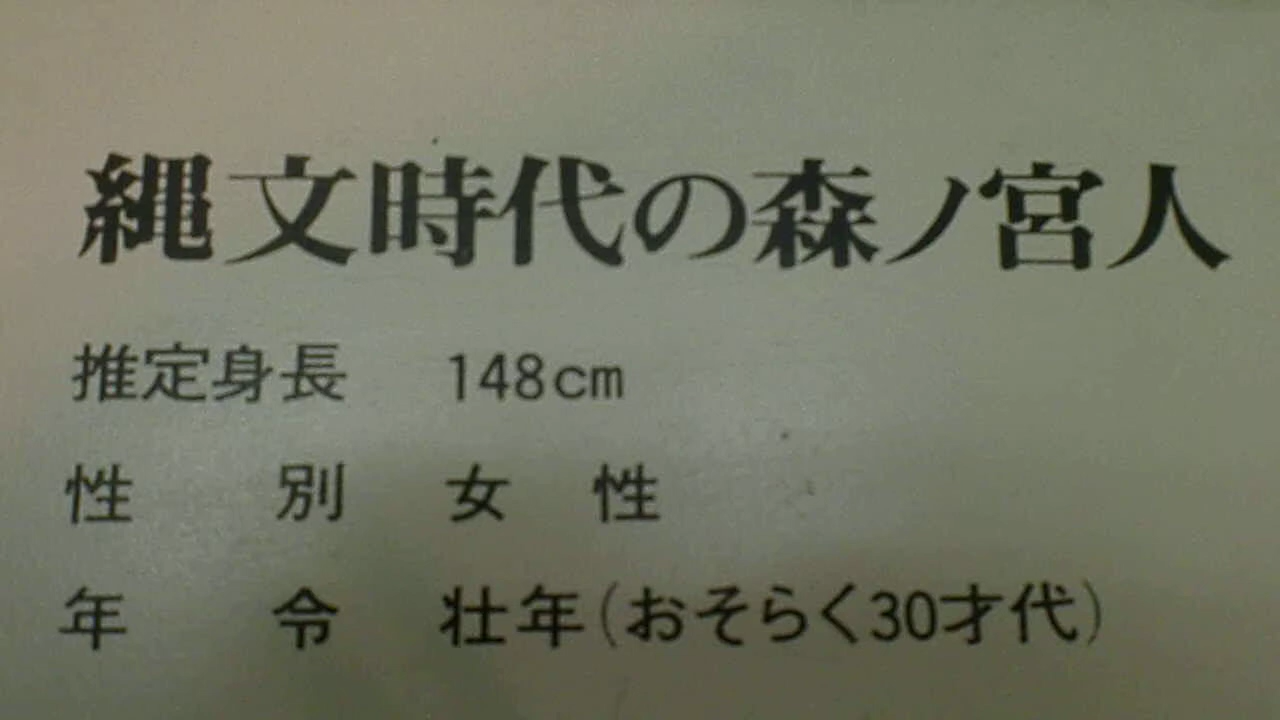 縄文時代の森ノ宮人
推定身長 148cm
性別 女性
年令 壮年(おそらく30才代)